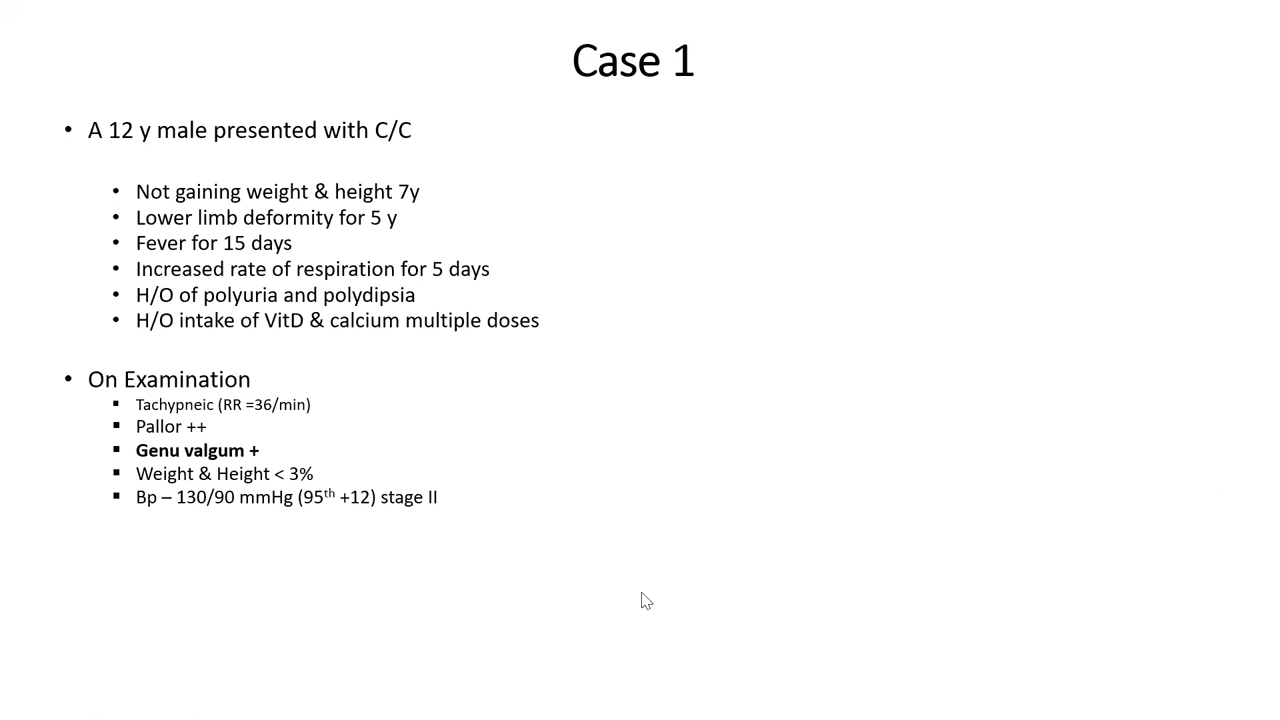 Case 1
• A 12 y male presented with C/C
• Not gaining weight & height 7y
• Lower limb deformity for 5 y
• Fever for 15 days
• Increased rate of respiration for 5 days
• H/O of polyuria and polydipsia
• H/O intake of VitD & calcium multiple doses
• On Examination
▪ Tachypneic (RR =36/min)
▪ Pallor ++
▪ Genu valgum +
▪ Weight & Height < 3%
▪ Bp – 130/90 mmHg (95th +12) stage II